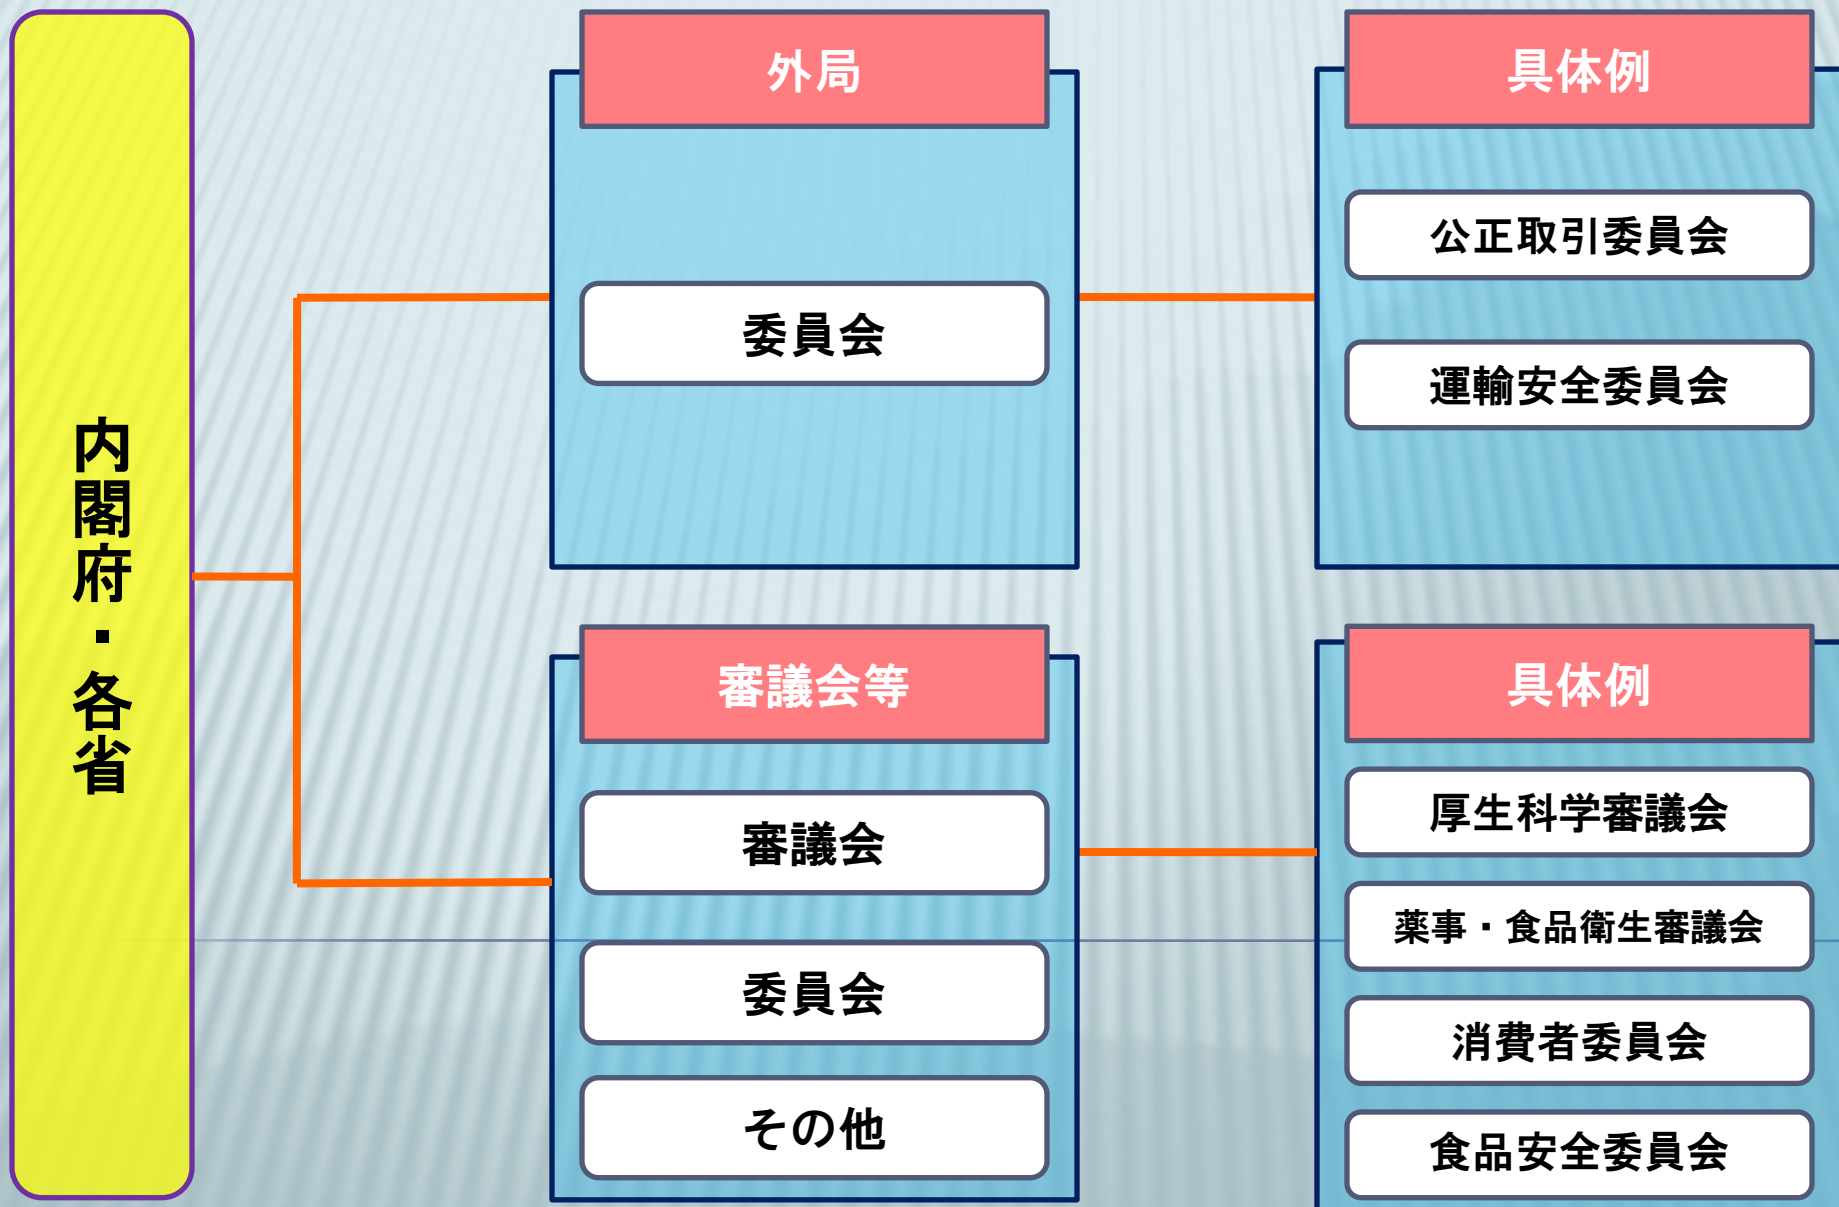 内閣府・各省
外局
委員会
具体例
公正取引委員会
運輸安全委員会
審議会等
審議会
委員会
その他
具体例
厚生科学審議会
薬事・食品衛生審議会
消費者委員会
食品安全委員会